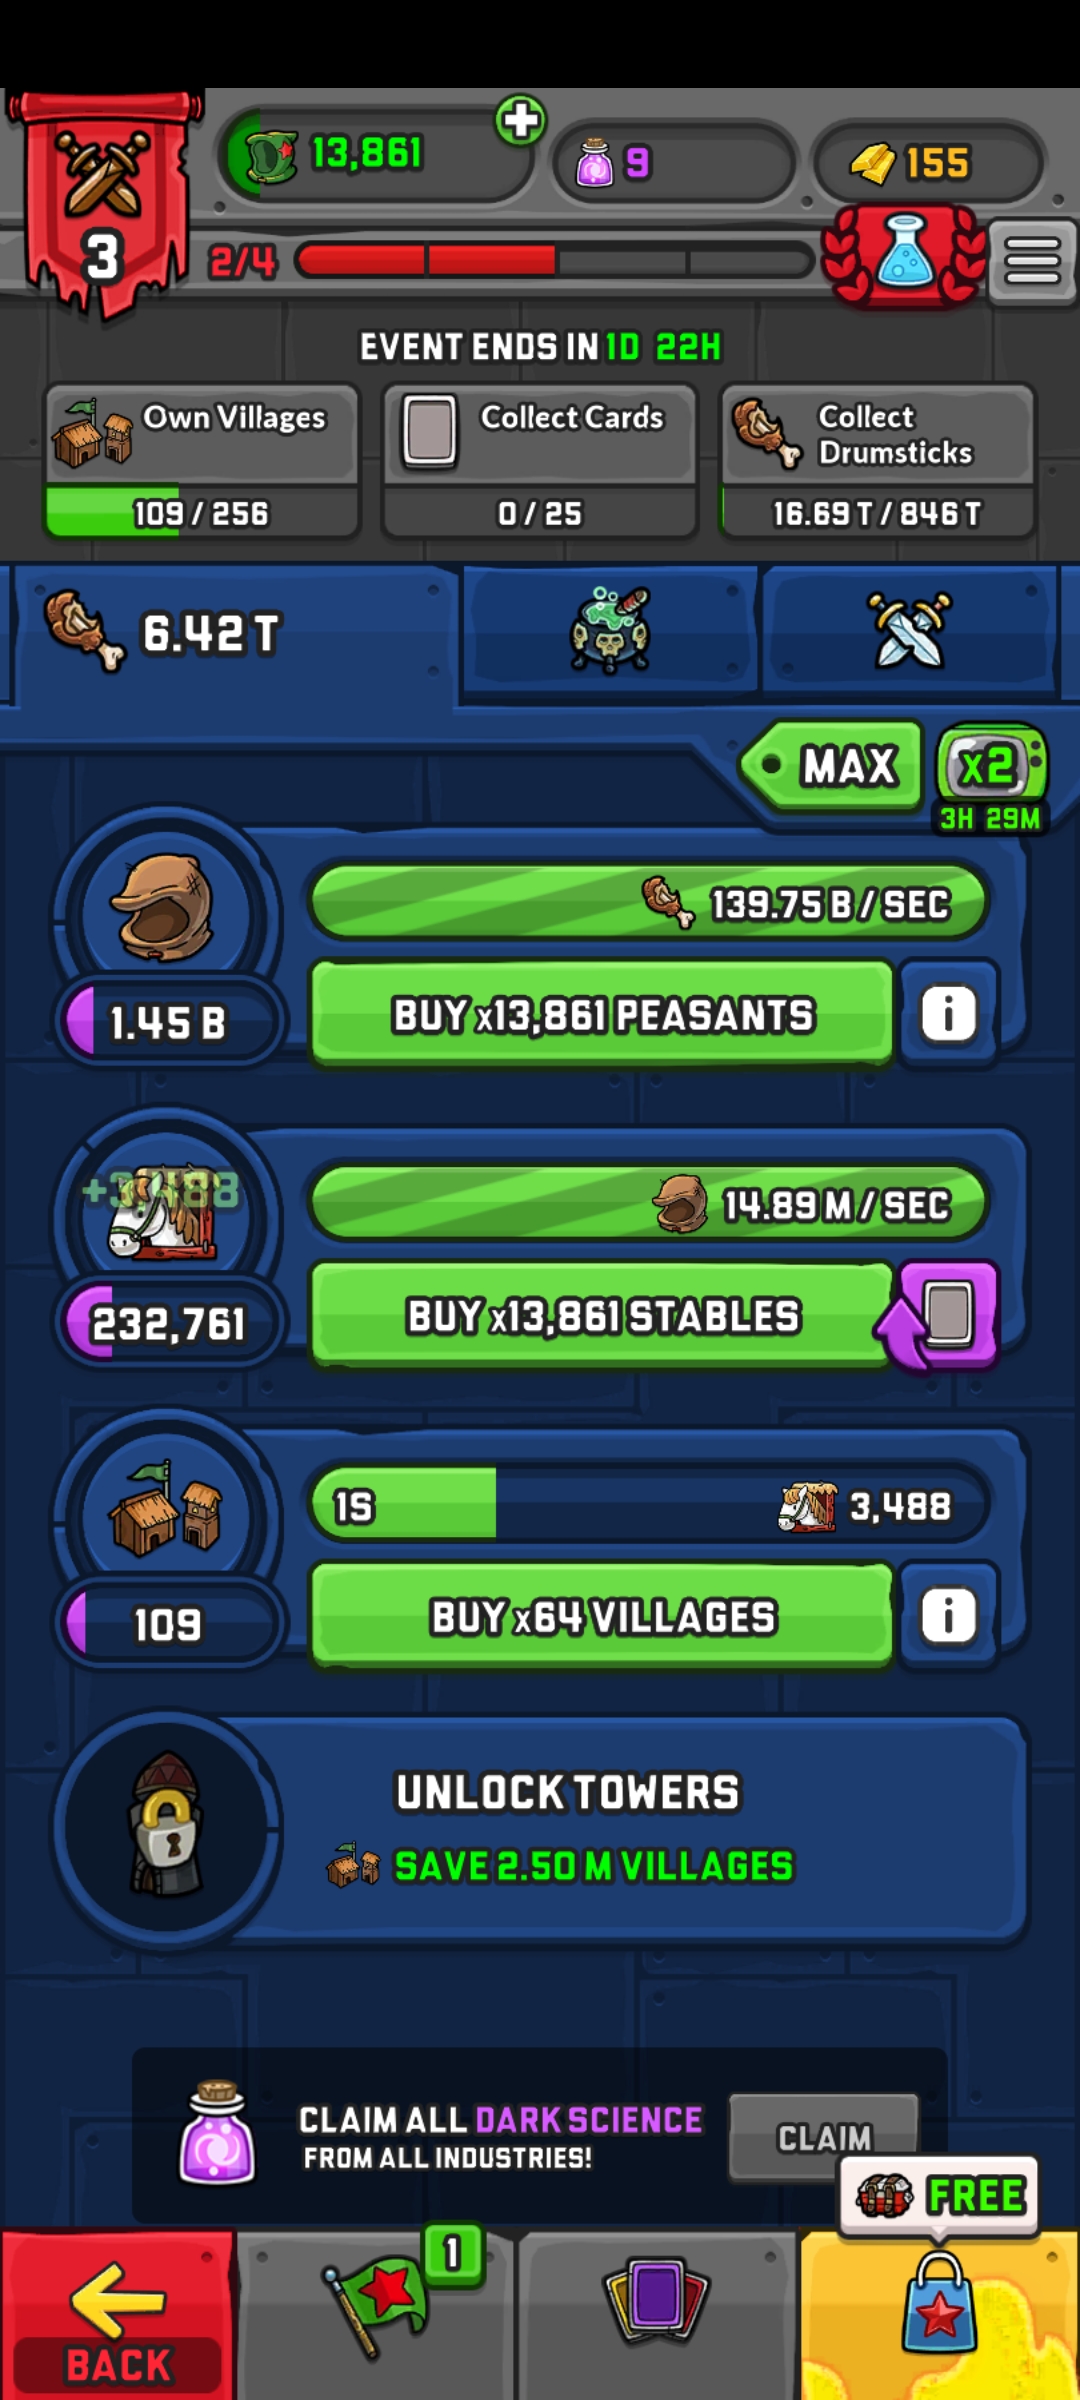 13,861
9
155
3
2/4
EVENT ENDS IN 1D 22H
Own Villages
109 / 256
Collect Cards
0 / 25
Collect
Drumsticks
16.69 T / 846 T
6.42 T
MAX
x2
3H 29M
139.75 B / SEC
1.45 B
BUY x13,861 PEASANTS
i
+3,488
14.89 M / SEC
232,761
BUY x13,861 STABLES
1S
3,488
109
BUY x64 VILLAGES
i
UNLOCK TOWERS
SAVE 2.50 M VILLAGES
CLAIM ALL DARK SCIENCE
FROM ALL INDUSTRIES!
CLAIM
FREE
1
BACK